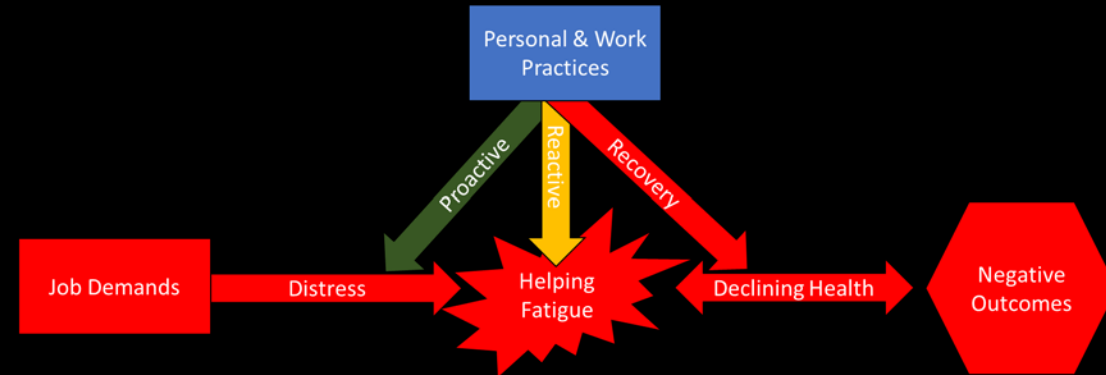 Personal & Work
Practices
Proactive
Reactive
Recovery
Job Demands
Distress
Helping
Fatigue
Declining Health
Negative
Outcomes